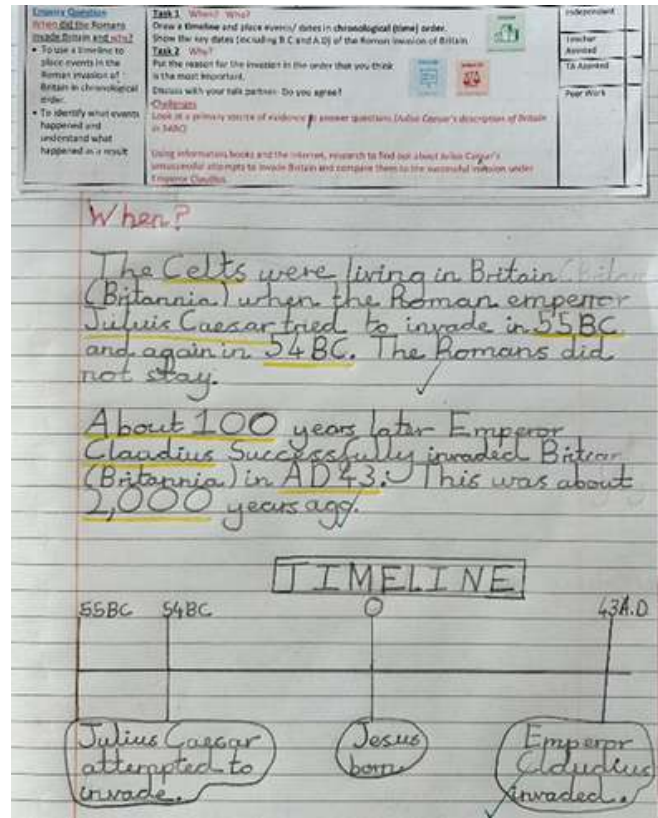 Enquiry Question
When did the Romans
invade Britain and why?
• To use a timeline to
place events in the
Roman invasion of
Britain in chronological
order.
• To identify what events
happened and
understand what
happened as a result
Task 1 When? Who?
Draw a timeline and place events/ dates in chronological (time) order.
Show the key dates (including B.C and A.D) of the Roman invasion of Britain
Task 2 Why?
Put the reason for the invasion in the order that you think
is the most important.
Discuss with your talk partner. Do you agree?
Challenges
Look at a primary source of evidence to answer questions (Julius Caesar's description of Britain
in 54BC)
Using information books and the internet, research to find out about Julius Caesar's
unsuccessful attempts to invade Britain and compare them to the successful invasion under
Emperor Claudius.
Independent
Teacher
Assisted
TA Assisted
Peer Work
When?
The Celts were living in Britain
(Britannia) when the Roman emperror
Juluis Caesar tried to invade in 55 BC
and again in 54 BC. The Romans did
not stay.
About 100 years later Emperor
Claudius Successfully invaded
(Britannia) in AD 43. This was about
2,000 years ago.
TIMELINE
55BC 54BC 0 43A.D
Julius Caesar
attempted to
invade.
Jesus
born.
Emperor
Claudius
invaded.